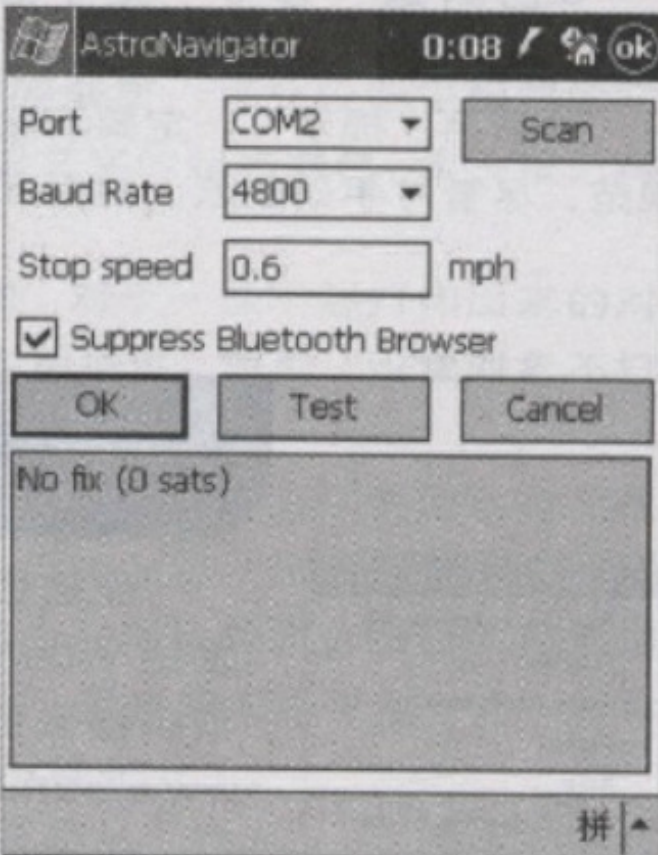 AstroNavigator 0:08 ok
Port COM2 Scan
Baud Rate 4800
Stop speed 0.6 mph
Suppress Bluetooth Browser
OK Test Cancel
No fix (0 sats)
拼